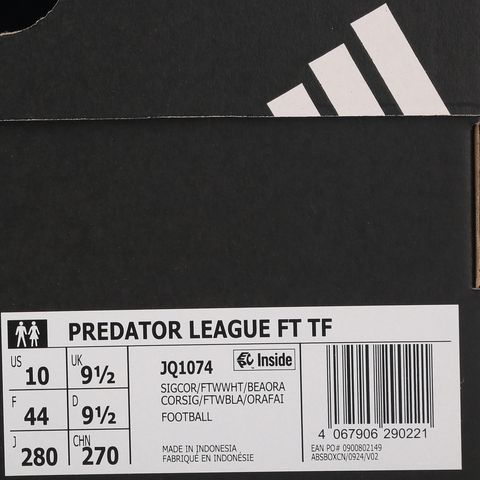 PREDATOR LEAGUE FT TF
US 10 UK 9½
F 44 D 9½
J 280 CHN 270
JQ1074 Inside
SIGCOR/FTWWHT/BEAORA
CORSIG/FTWBLA/ORAFAI
FOOTBALL
MADE IN INDONESIA
FABRIQUÉ EN INDONÉSIE
4 067906 290221
EAN PO# 0900802149
ABSBOXCN/0924/V02